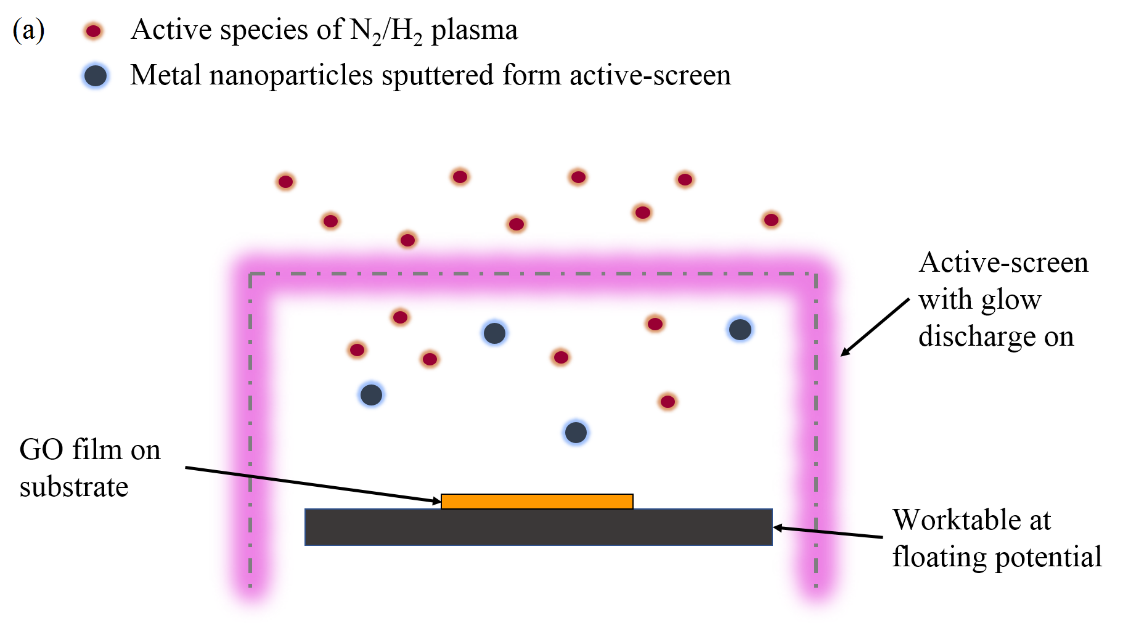 (a) Active species of N₂/H₂ plasma
Metal nanoparticles sputtered form active-screen
Active-screen
with glow
discharge on
GO film on
substrate
Worktable at
floating potential